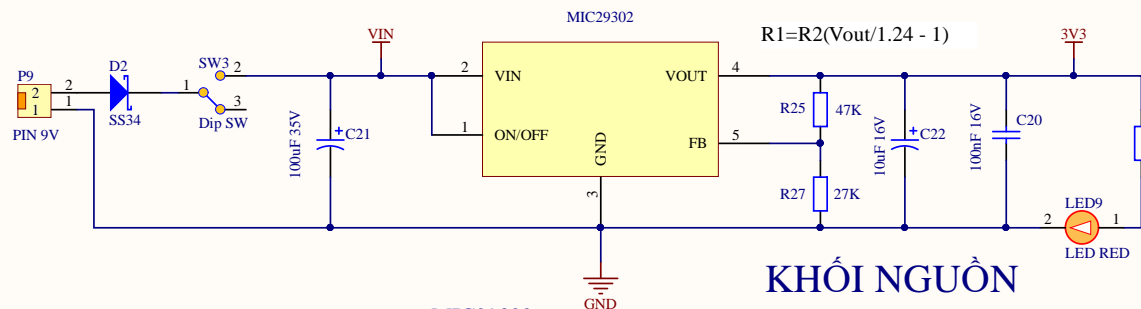 MIC29302
R1=R2(Vout/1.24 - 1)
VIN
3V3
P9
D2
SW3
2
2
1
1
2
3
2
VIN
VOUT
4
R25
47K
PIN 9V
SS34
Dip SW
100uF 35V
+
C21
1
ON/OFF
GND
FB
5
10uF 16V
+
C22
100nF 16V
C20
3
R27
27K
LED9
2
1
LED RED
GND
KHỐI NGUỒN